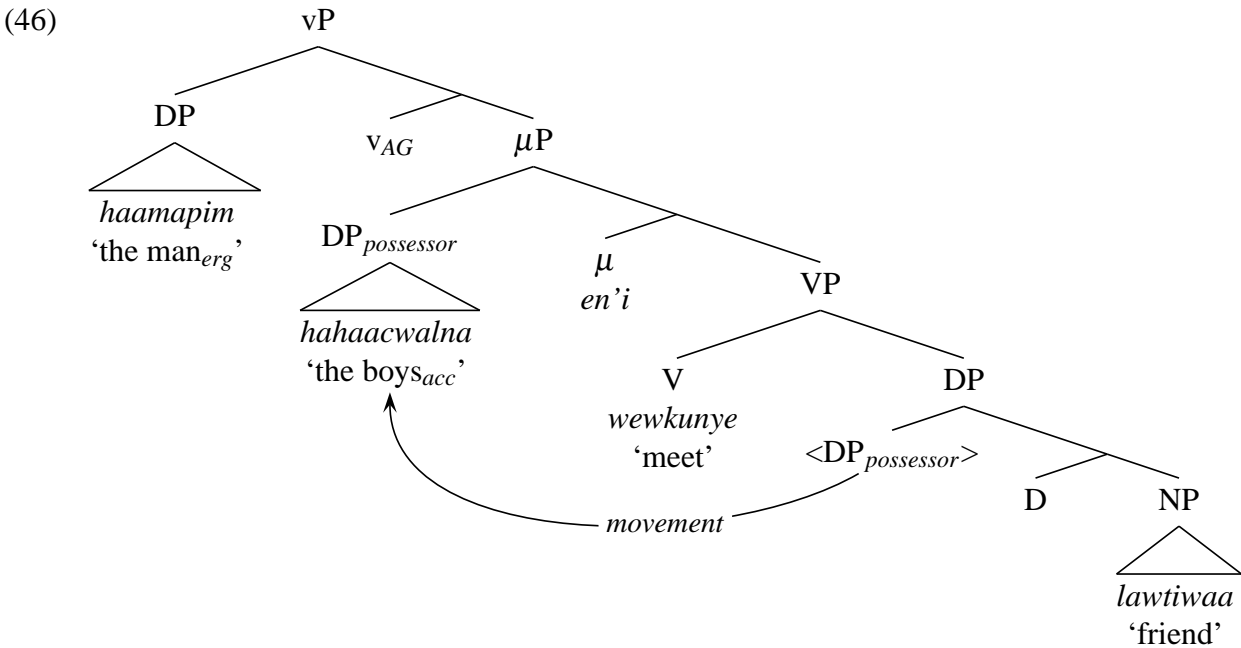 (46)
vP
DP
v_AG
μP
haamapim
‘the man_erg’
DP_possessor
μ
en’i
VP
hahaacwalna
‘the boys_acc’
V
DP
wewkunye
‘meet’
<DP_possessor>
D
NP
movement
lawtiwaa
‘friend’